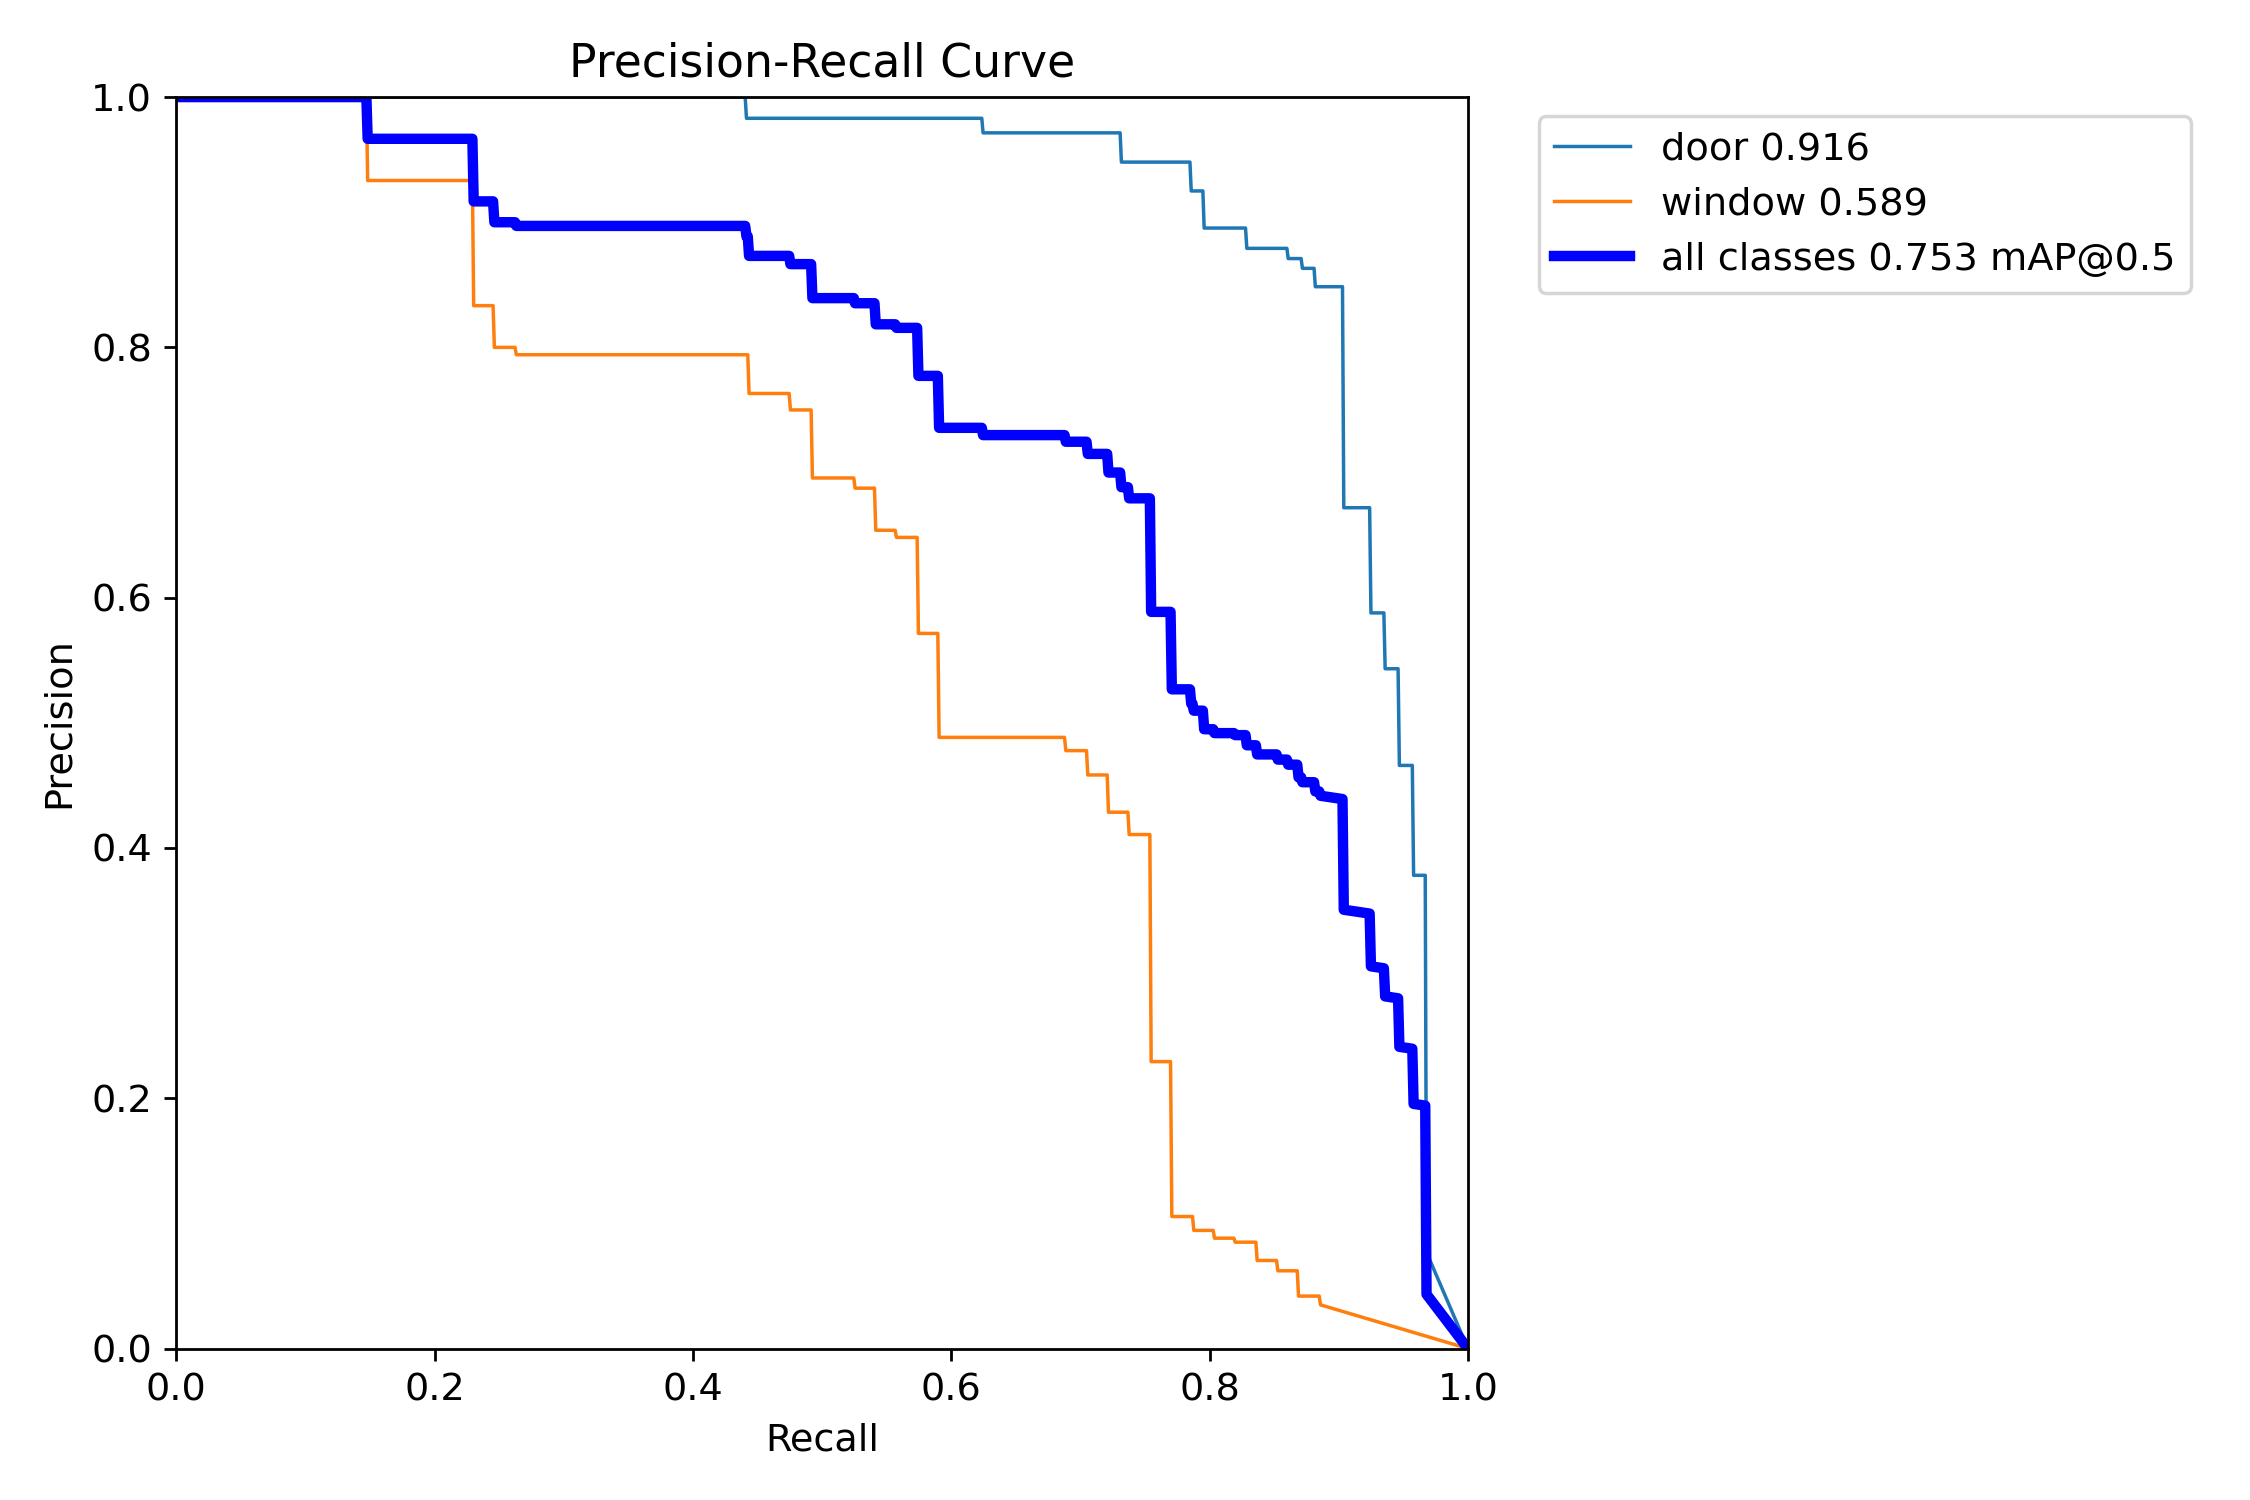 Precision-Recall Curve
1.0
0.8
0.6
0.4
0.2
0.0
Precision
0.0 0.2 0.4 0.6 0.8 1.0
Recall
door 0.916
window 0.589
all classes 0.753 mAP@0.5